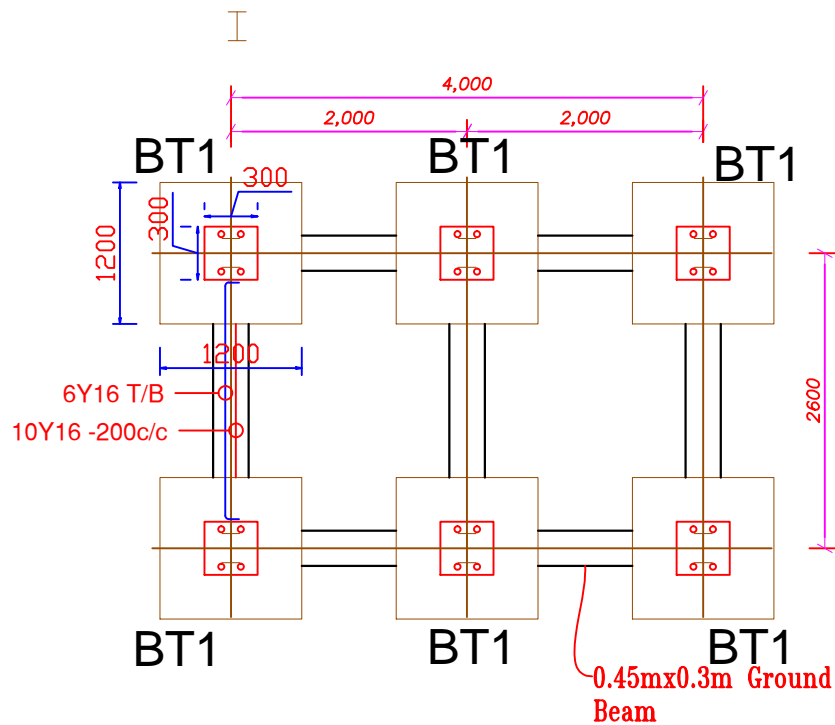 4,000
2,000
2,000
BT1
BT1
BT1
300
300
1200
1200
6Y16 T/B
10Y16 -200c/c
2600
BT1
BT1
BT1
0.45mx0.3m Ground
Beam